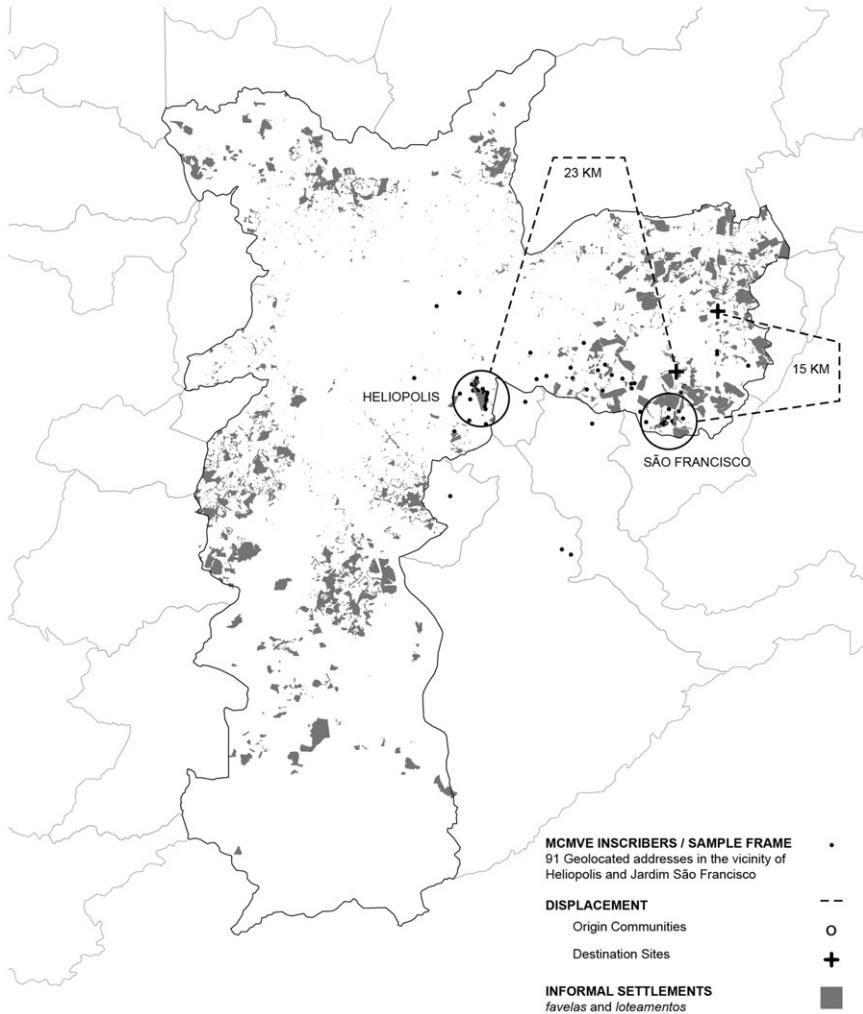 23 KM
15 KM
HELIOPOLIS
SÃO FRANCISCO
MCMVE INSCRIBERS / SAMPLE FRAME
91 Geolocated addresses in the vicinity of
Heliopolis and Jardim São Francisco
DISPLACEMENT
Origin Communities
Destination Sites
INFORMAL SETTLEMENTS
favelas and loteamentos